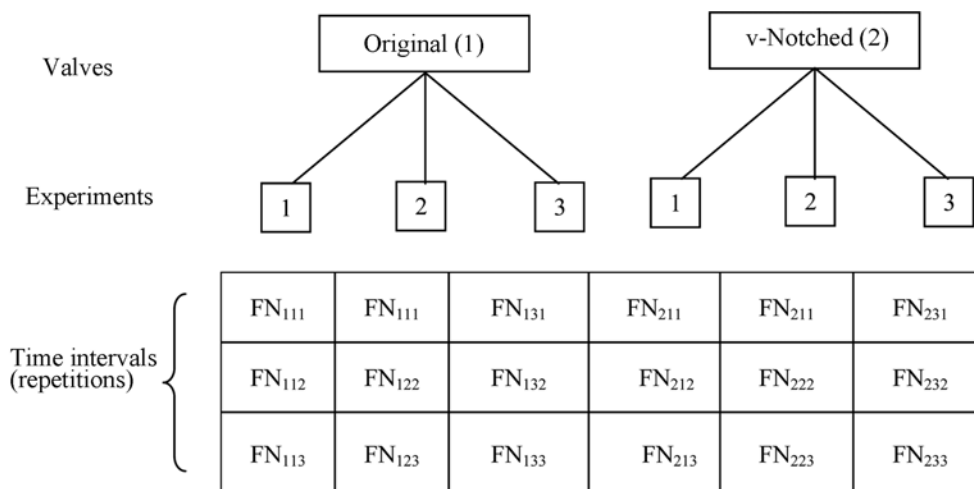 Valves
Original (1)
v-Notched (2)
Experiments
1 2 3 1 2 3
Time intervals
(repetitions)
FN₁₁₁ FN₁₁₁ FN₁₃₁ FN₂₁₁ FN₂₁₁ FN₂₃₁
FN₁₁₂ FN₁₂₂ FN₁₃₂ FN₂₁₂ FN₂₂₂ FN₂₃₂
FN₁₁₃ FN₁₂₃ FN₁₃₃ FN₂₁₃ FN₂₂₃ FN₂₃₃